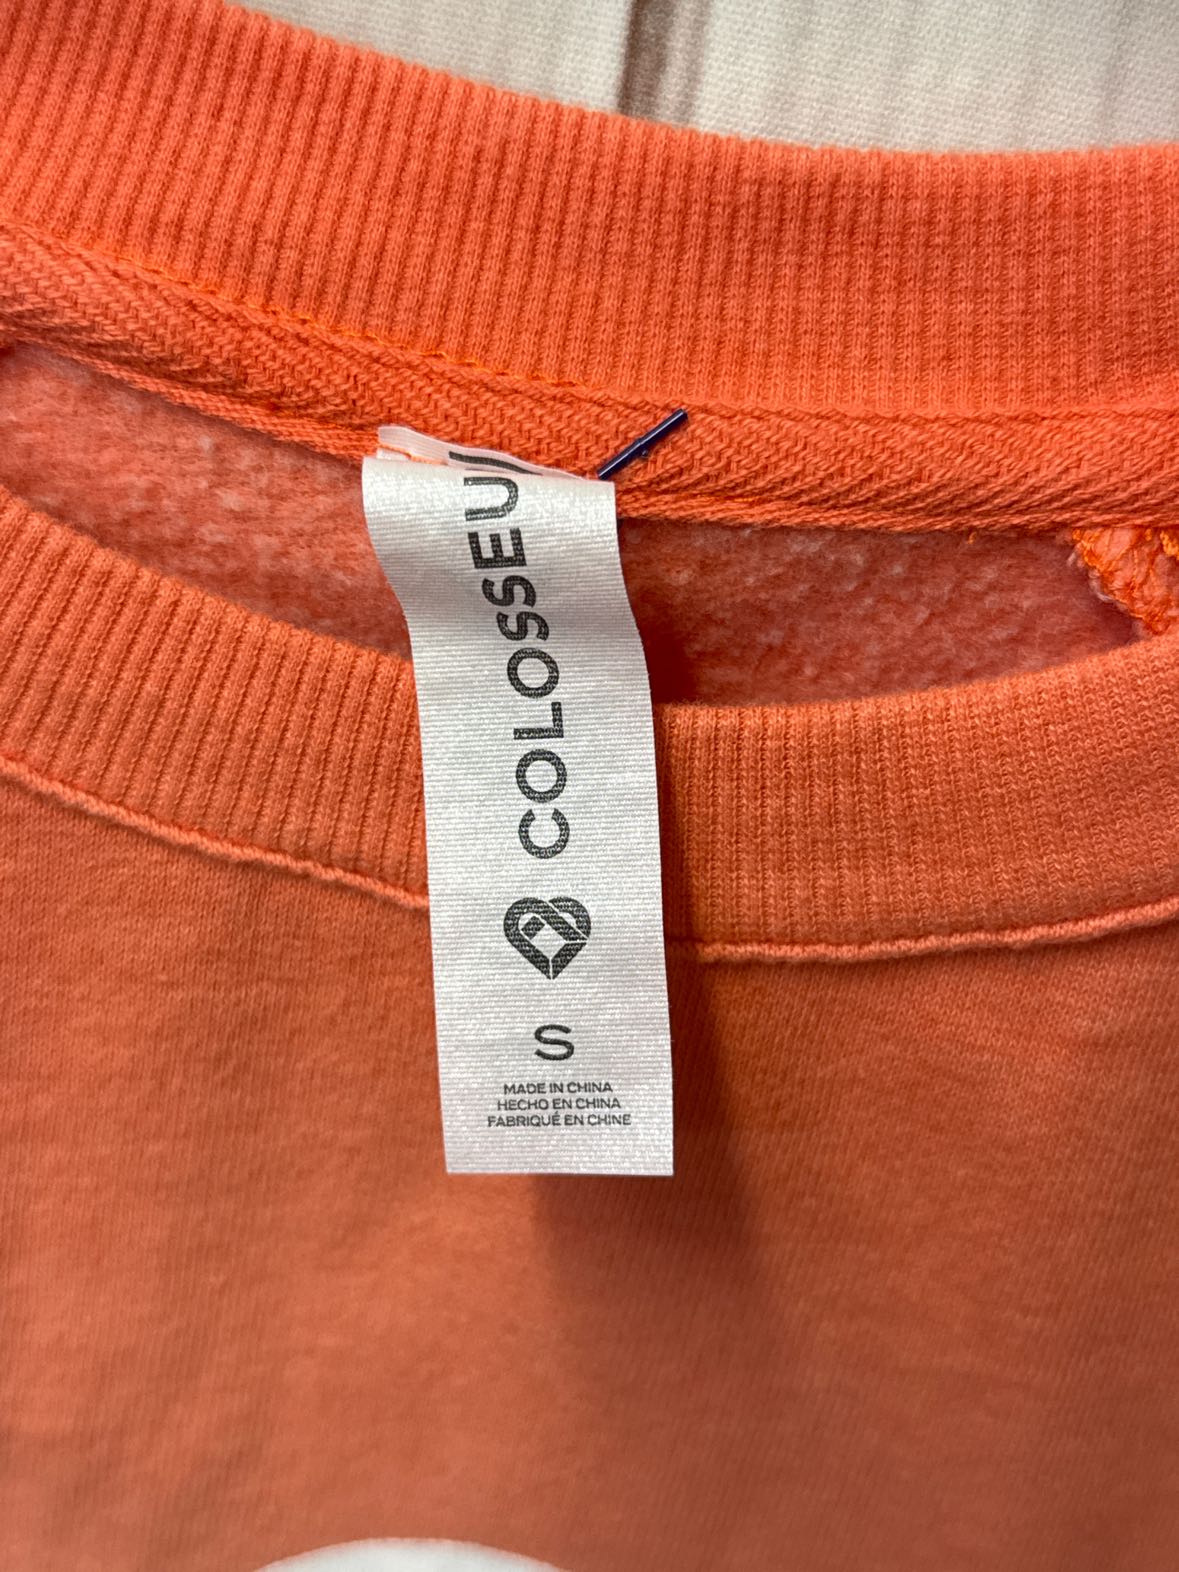 COLOSSEU
S
MADE IN CHINA
HECHO EN CHINA
FABRIQUÉ EN CHINE